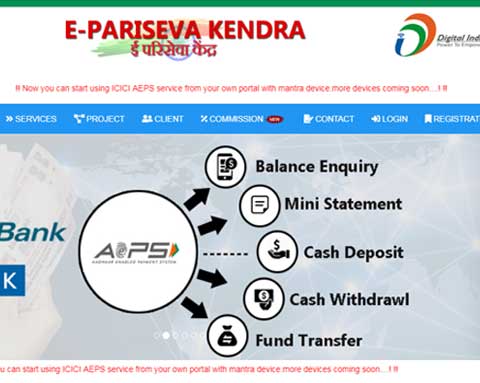 E-PARISEVA KENDRA
ई परिसेवा केंद्र
Digital Ind
Power To Empow
!! Now you can start using ICICI AEPS service from your own portal with mantra device.more devices coming soon....! !!
SERVICES PROJECT CLIENT COMMISSION NEW CONTACT LOGIN REGISTRAT
Balance Enquiry
Mini Statement
Bank
AePS
AADHAAR ENABLED PAYMENT SYSTEM
Cash Deposit
K
Cash Withdrawl
Fund Transfer
u can start using ICICI AEPS service from your own portal with mantra device.more devices coming soon....! !!